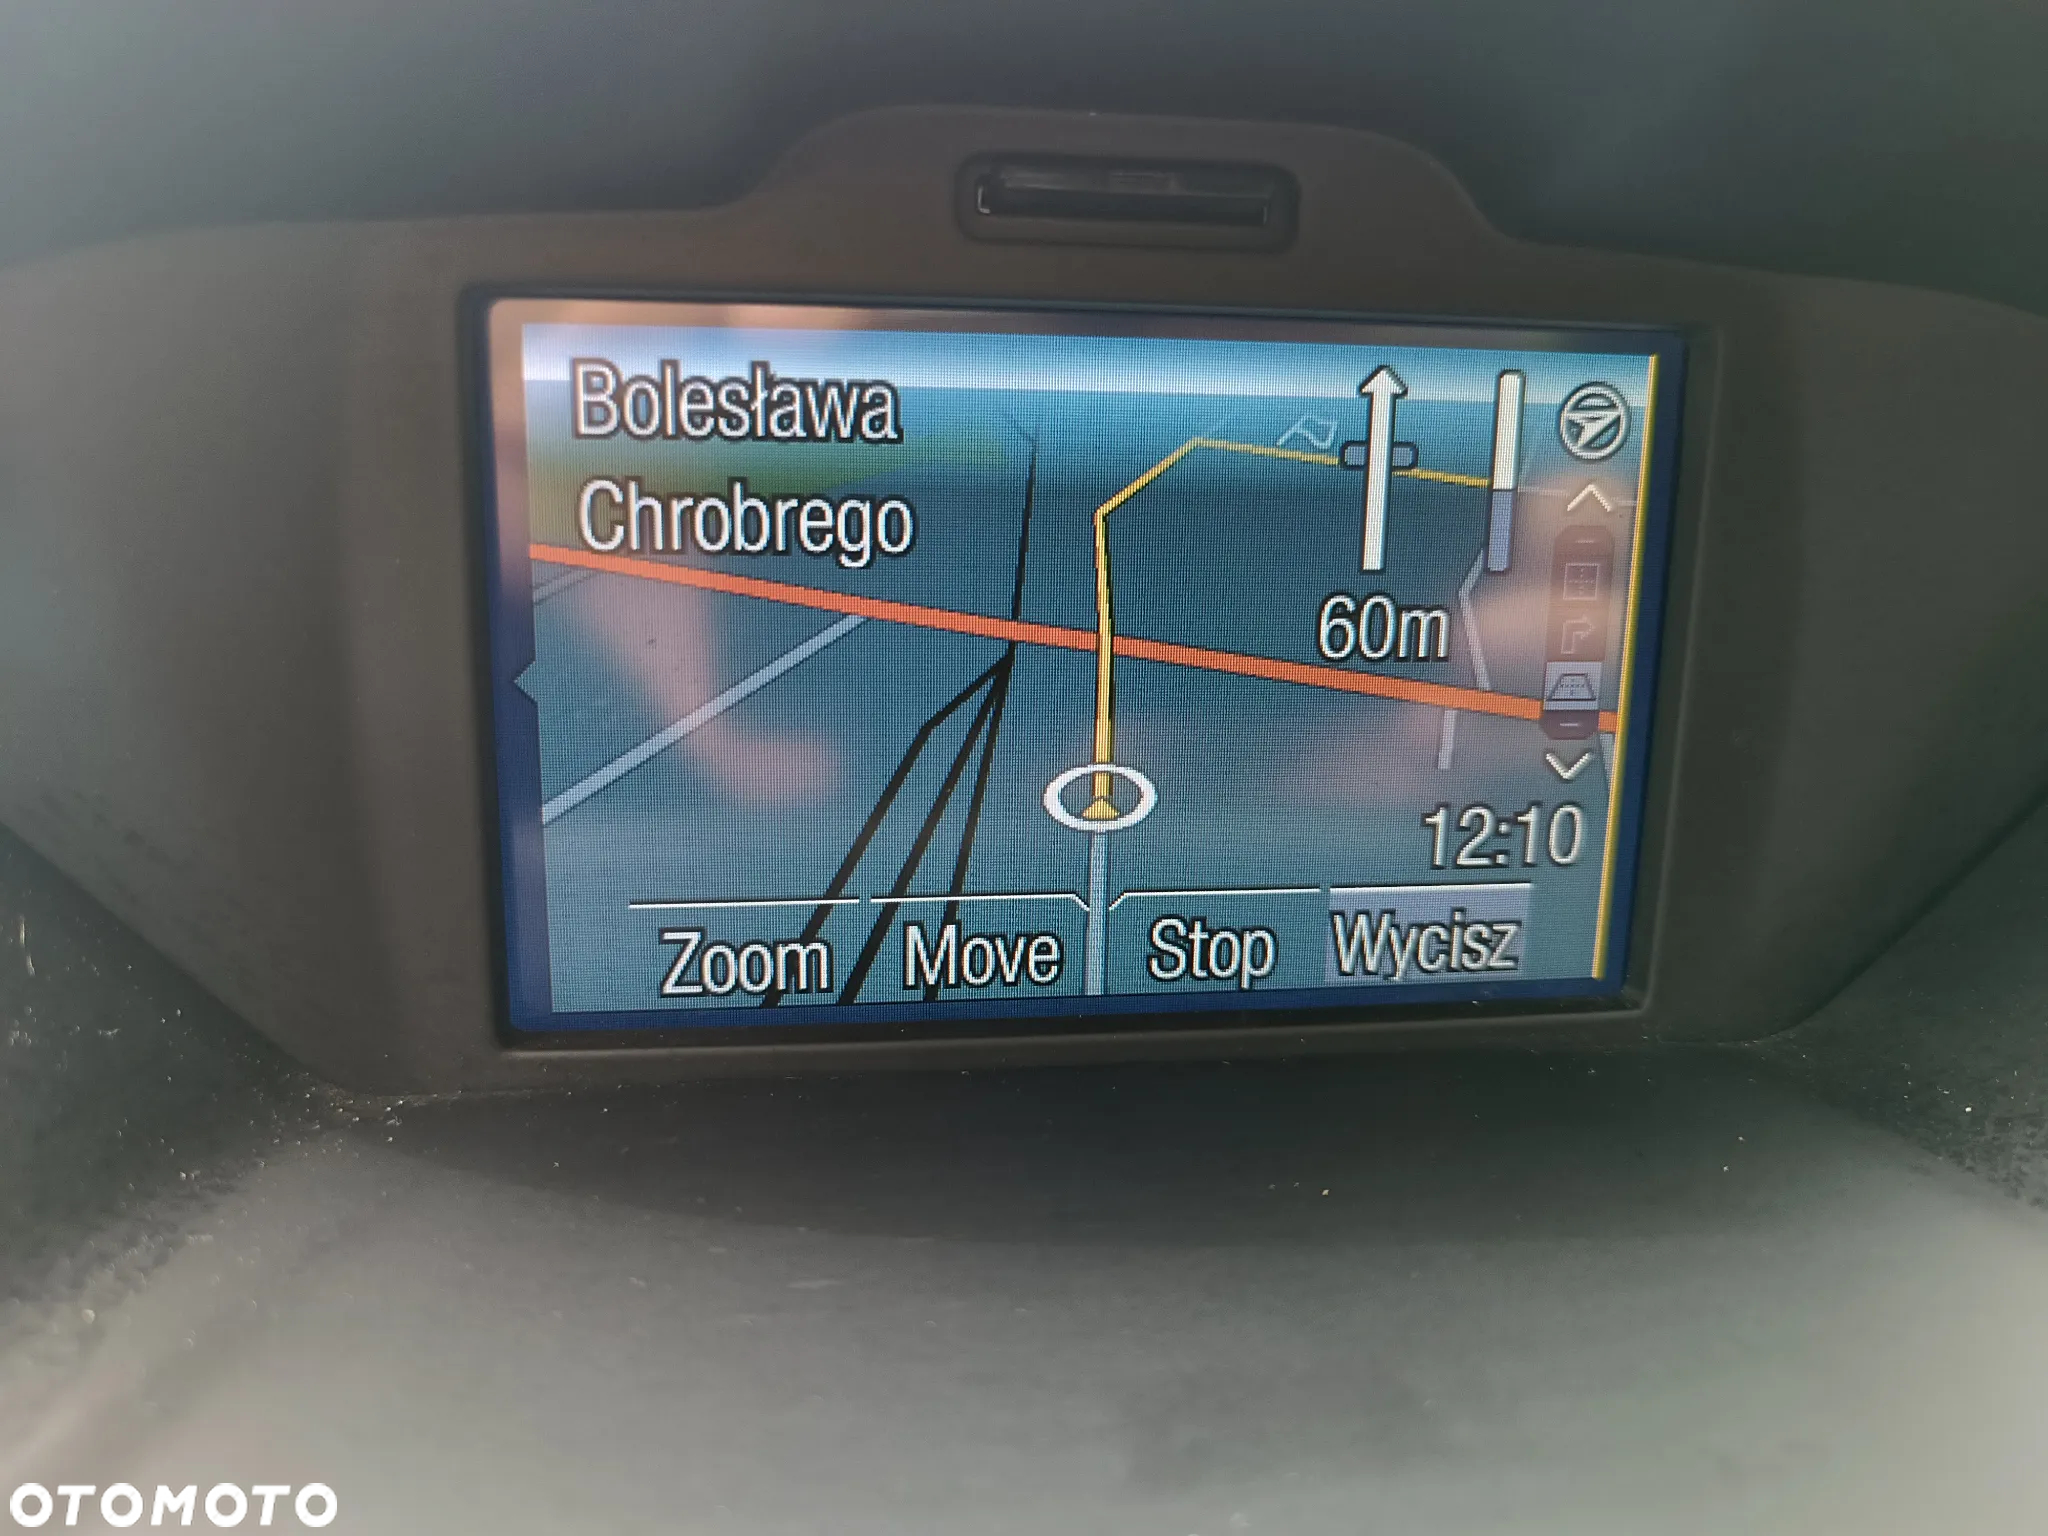 Bolesława
Chrobrego
60m
12:10
Zoom Move Stop Wycisz
OTOMOTO